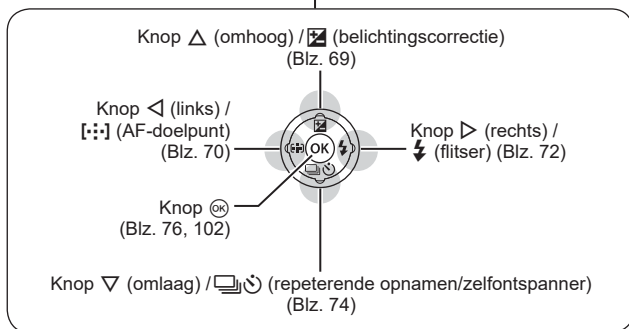 Knop △ (omhoog) / (belichtingscorrectie)
(Blz. 69)
Knop ◁ (links) /
[·:·] (AF-doelpunt)
(Blz. 70)
Knop ▷ (rechts) /
(flitser) (Blz. 72)
OK
Knop OK
(Blz. 76, 102)
Knop ▽ (omlaag) / (repeterende opnamen/zelfontspanner)
(Blz. 74)